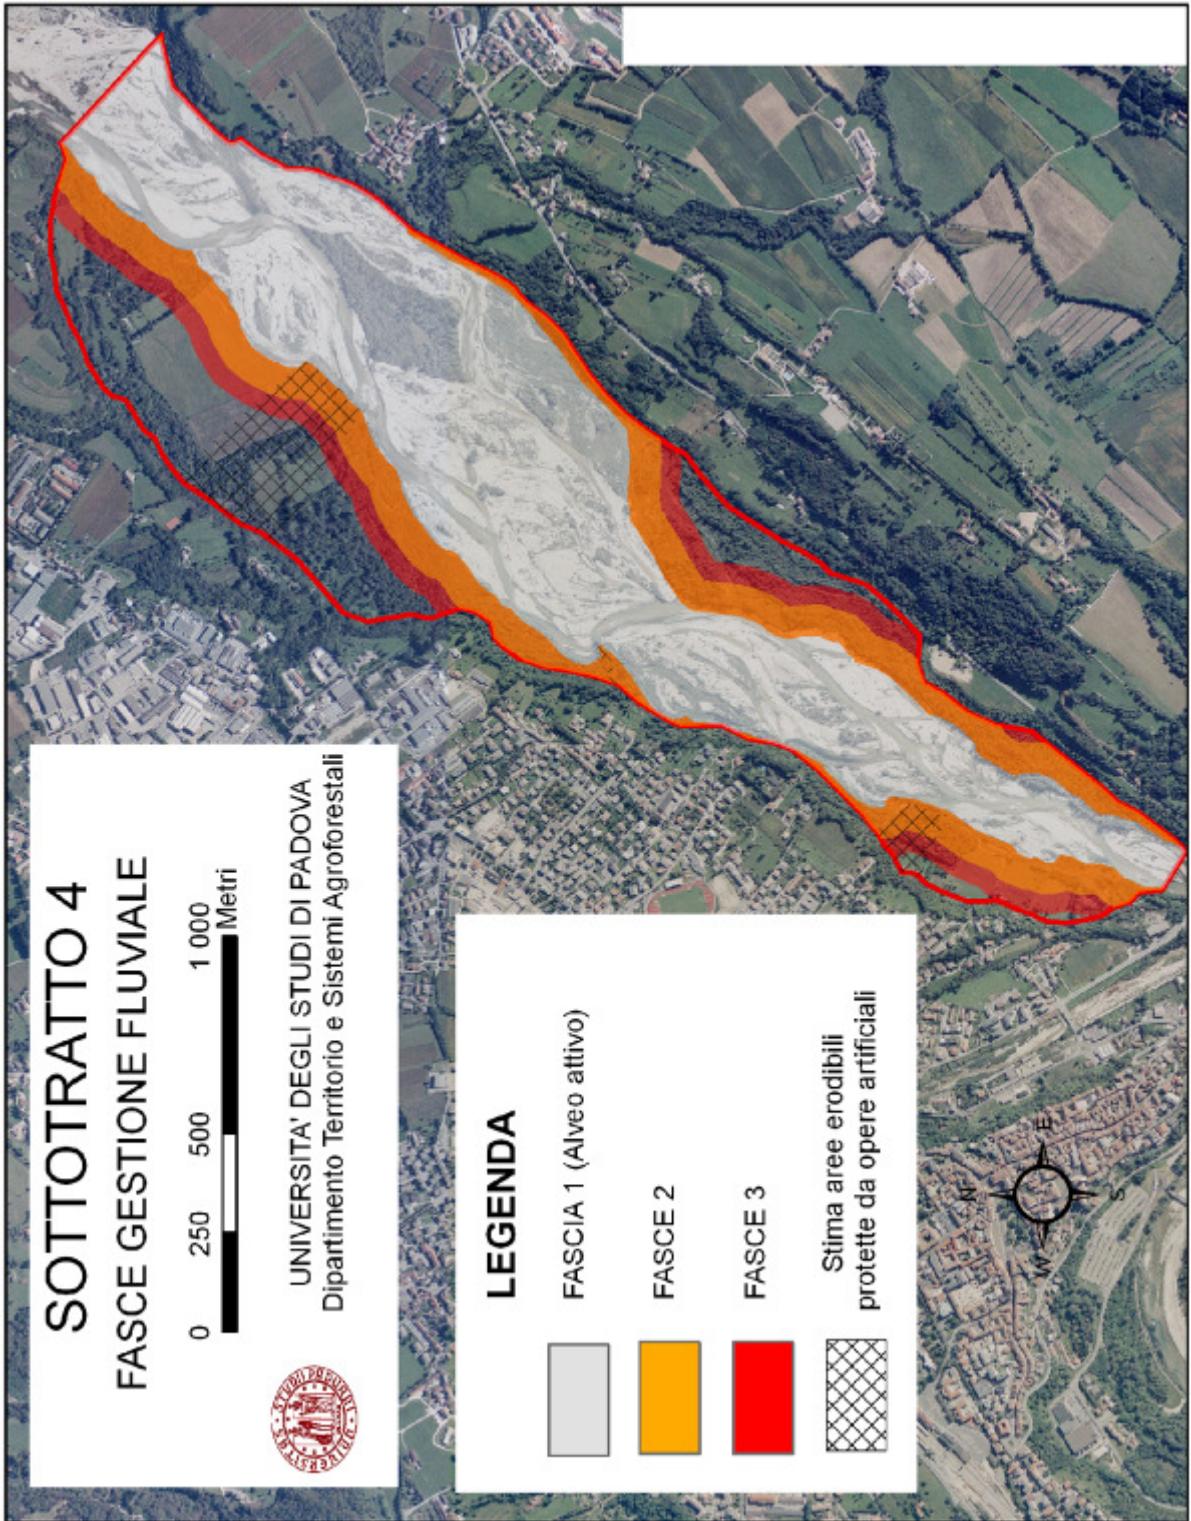 SOTTOTRATTO 4
FASCE GESTIONE FLUVIALE
0 250 500 1 000
Metri
UNIVERSITA' DEGLI STUDI DI PADOVA
Dipartimento Territorio e Sistemi Agroforestali
LEGENDA
FASCIA 1 (Alveo attivo)
FASCE 2
FASCE 3
Stima aree erodibili
protette da opere artificiali
N
W E
S